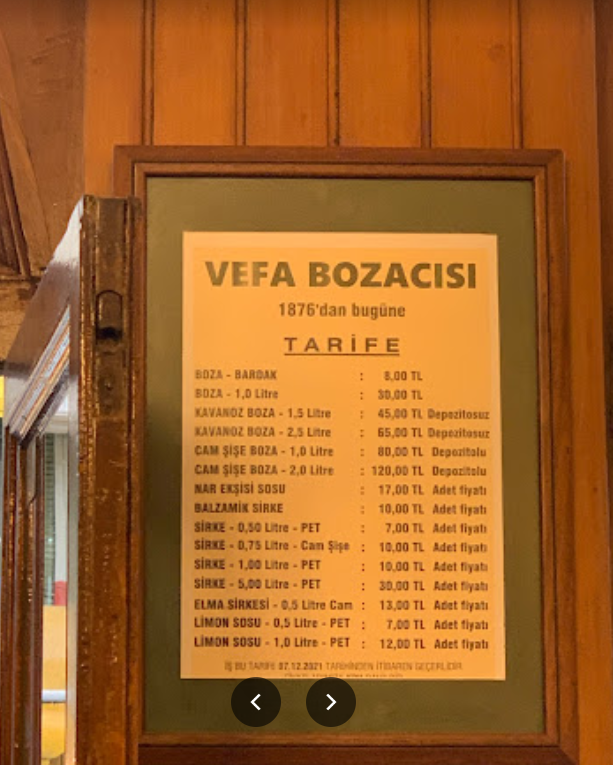 VEFA BOZACISI
1876'dan bugüne
TARİFE
BOZA - BARDAK : 8,00 TL
BOZA - 1,0 Litre : 30,00 TL
KAVANOZ BOZA - 1,5 Litre : 45,00 TL Depozitosuz
KAVANOZ BOZA - 2,5 Litre : 65,00 TL Depozitosuz
CAM ŞİŞE BOZA - 1,0 Litre : 80,00 TL Depozitolu
CAM ŞİŞE BOZA - 2,0 Litre : 120,00 TL Depozitolu
NAR EKŞİSİ SOSU : 17,00 TL Adet fiyatı
BALZAMİK SİRKE : 10,00 TL Adet fiyatı
SİRKE - 0,50 Litre - PET : 7,00 TL Adet fiyatı
SİRKE - 0,75 Litre - Cam Şişe : 10,00 TL Adet fiyatı
SİRKE - 1,00 Litre - PET : 10,00 TL Adet fiyatı
SİRKE - 5,00 Litre - PET : 30,00 TL Adet fiyatı
ELMA SİRKESİ - 0,5 Litre Cam : 13,00 TL Adet fiyatı
LİMON SOSU - 0,5 Litre - PET : 7,00 TL Adet fiyatı
LİMON SOSU - 1,0 Litre - PET : 12,00 TL Adet fiyatı
İŞ BU TARİFE 07.12.2021 TARİHİNDEN İTİBAREN GEÇERLİDİR